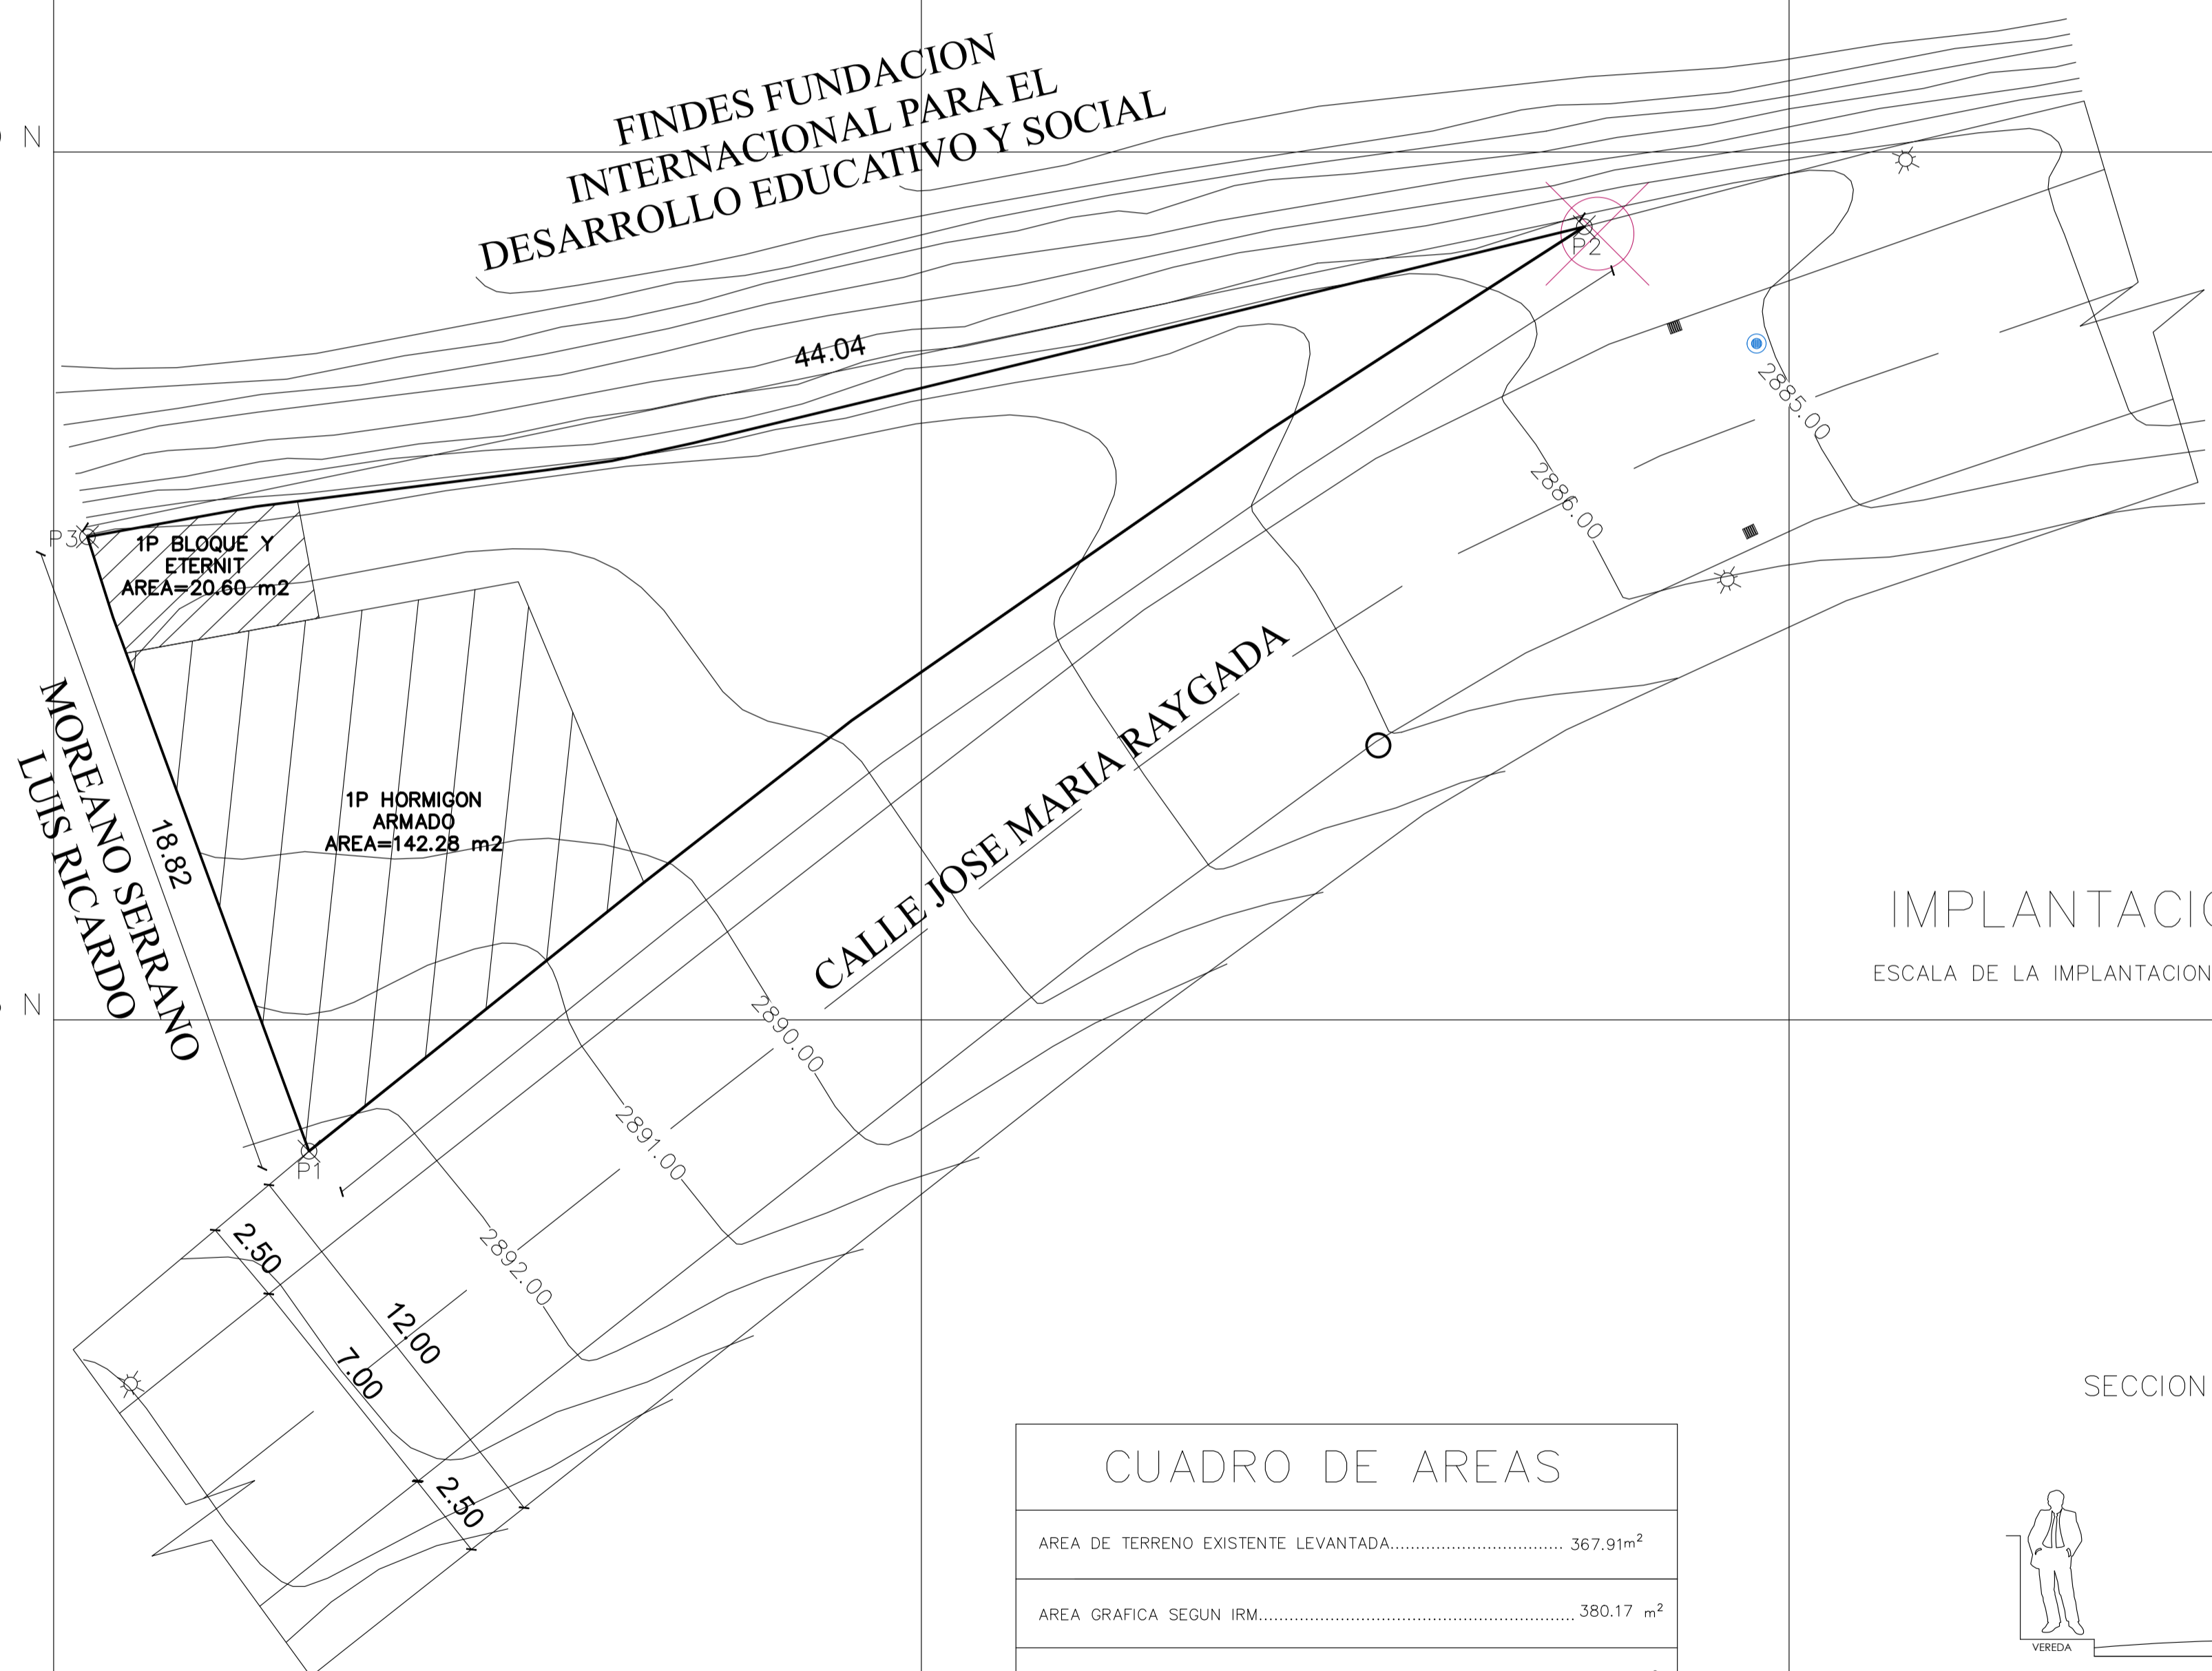 FINDES FUNDACION
INTERNACIONAL PARA EL
DESARROLLO EDUCATIVO Y SOCIAL
N
44.04
P2
2885.00
2886.00
P3
1P BLOQUE Y
ETERNIT
AREA=20.60 m2
MOREANO SERRANO
LUIS RICARDO
18.82
1P HORMIGON
ARMADO
AREA=142.28 m2
CALLE JOSE MARIA RAYGADA
IMPLANTACIO
ESCALA DE LA IMPLANTACION
N
2890.00
2891.00
2892.00
P1
2.50
12.00
7.00
2.50
SECCION
CUADRO DE AREAS
AREA DE TERRENO EXISTENTE LEVANTADA................................. 367.91m²
AREA GRAFICA SEGUN IRM............................................................. 380.17 m²
VEREDA